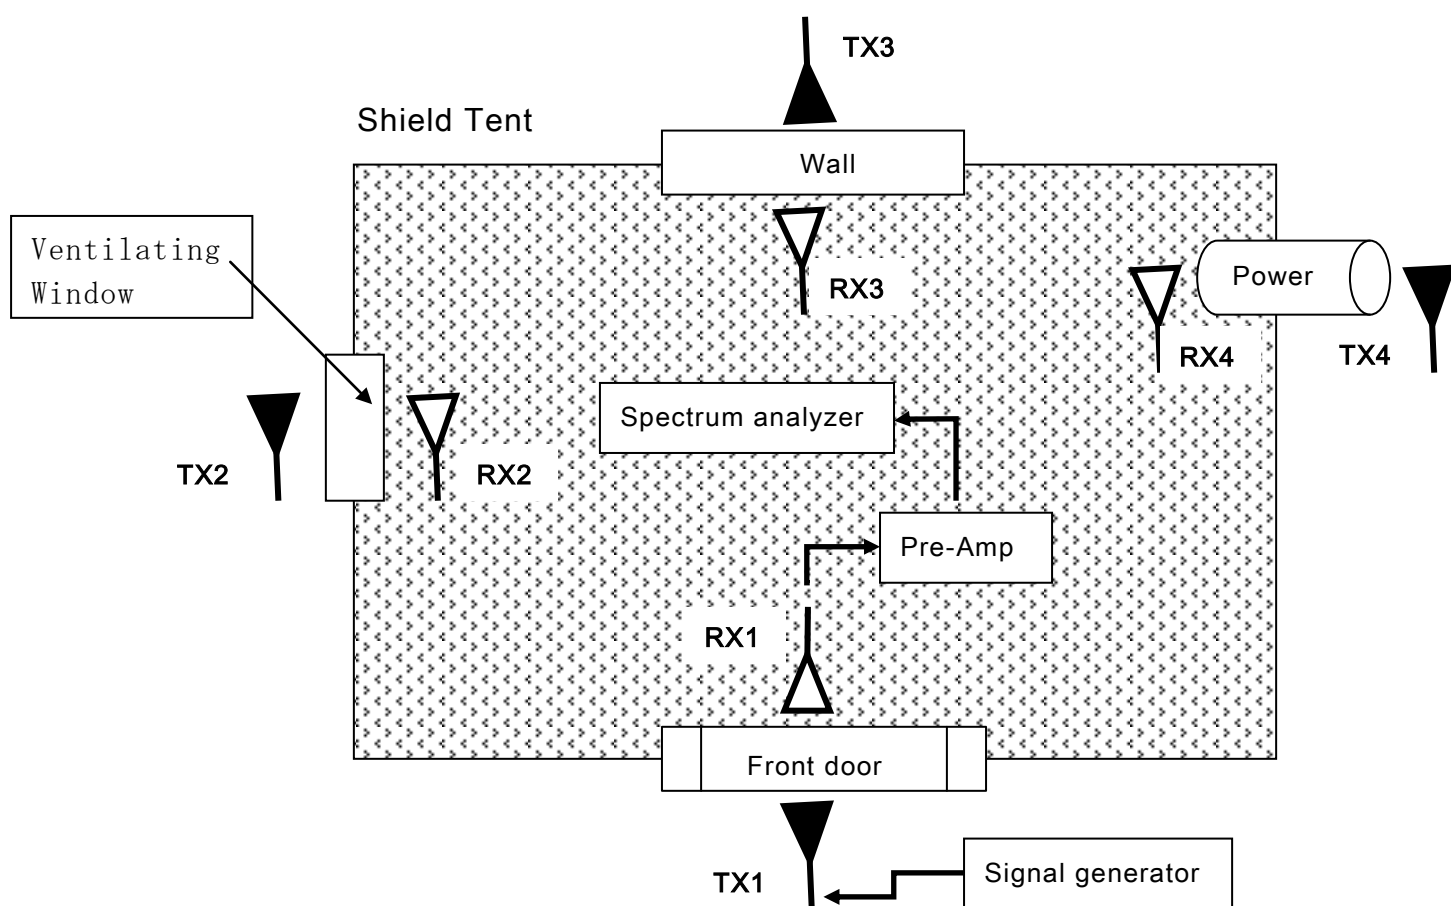 TX3
Shield Tent
Wall
Ventilating
Window
RX3
Power
RX4
TX4
Spectrum analyzer
TX2
RX2
Pre-Amp
RX1
Front door
TX1
Signal generator